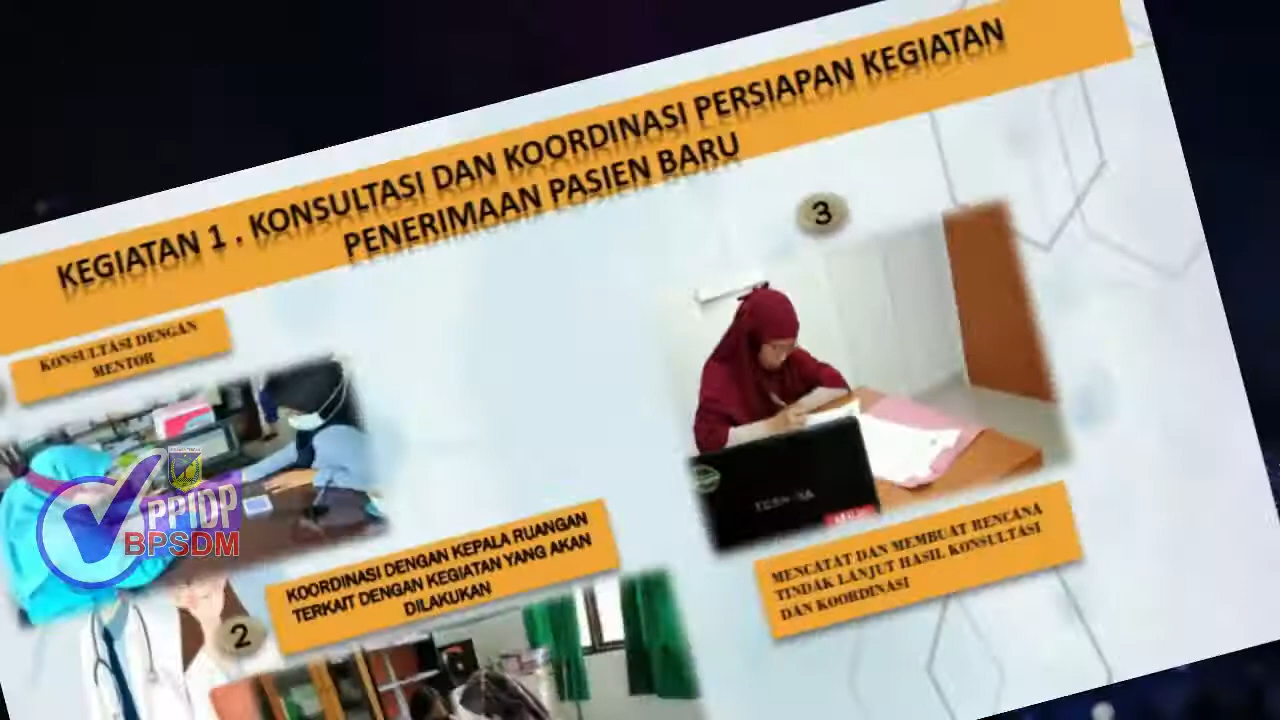 KEGIATAN 1 . KONSULTASI DAN KOORDINASI PERSIAPAN KEGIATAN
PENERIMAAN PASIEN BARU
KONSULTASI DENGAN
MENTOR
PPIDP
BPSDM
2
KOORDINASI DENGAN KEPALA RUANGAN
TERKAIT DENGAN KEGIATAN YANG AKAN
DILAKUKAN
3
TOSHIBA
MENCATAT DAN MEMBUAT RENCANA
TINDAK LANJUT HASIL KONSULTASI
DAN KOORDINASI